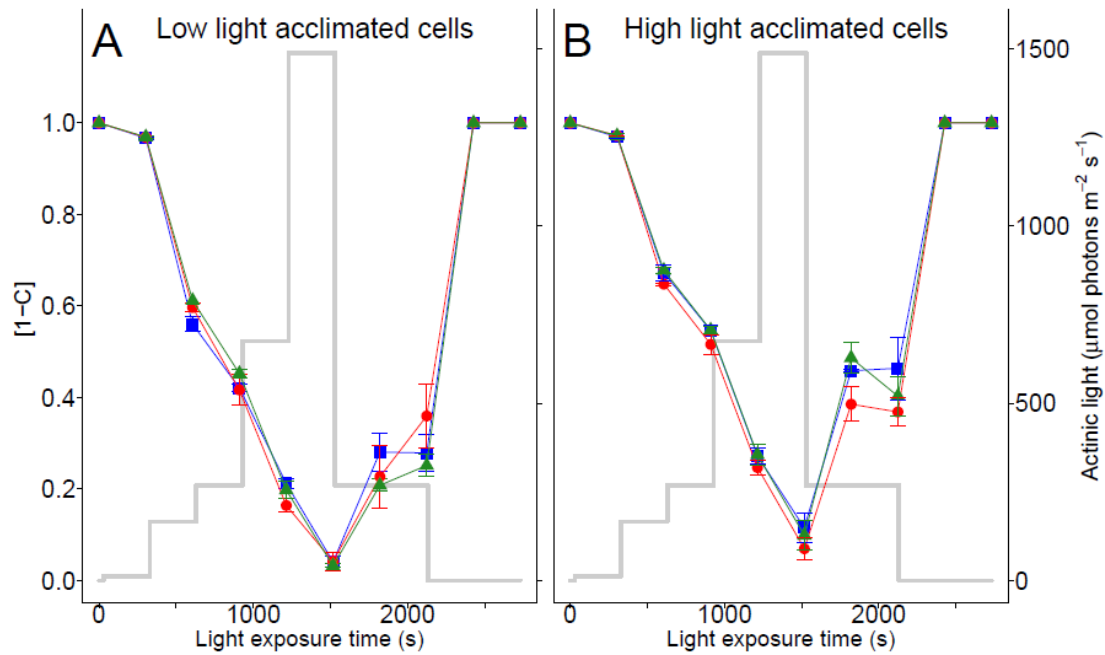 A
Low light acclimated cells
B
High light acclimated cells
[1−C]
1.0
0.8
0.6
0.4
0.2
0.0
0
1000
2000
Light exposure time (s)
0
1000
2000
Light exposure time (s)
1500
1000
500
0
Actinic light (µmol photons m⁻² s⁻¹)